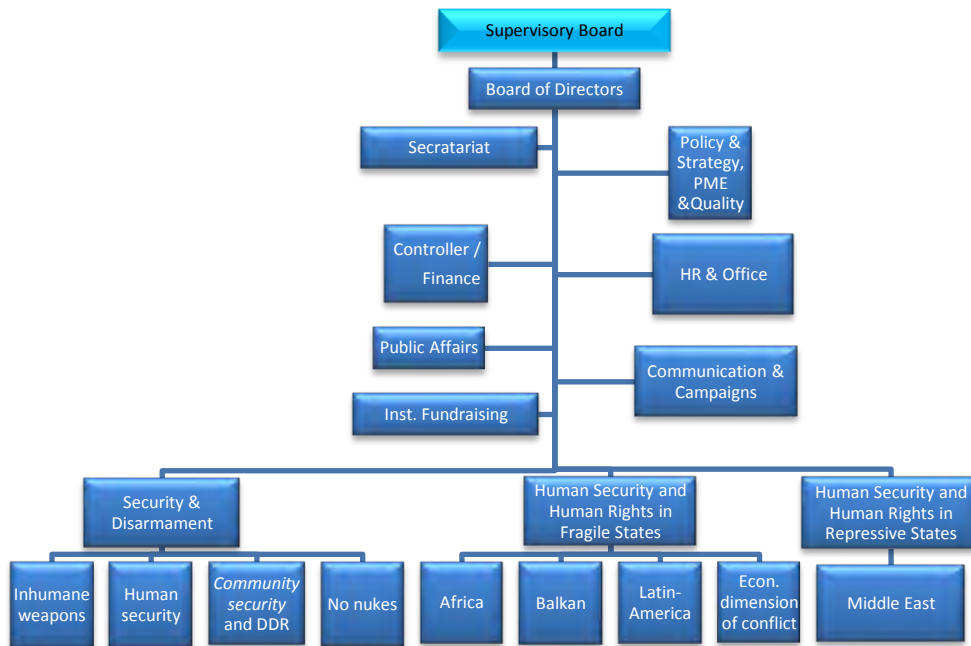 Supervisory Board
Board of Directors
Secratariat
Policy &
Strategy,
PME
&Quality
Controller /
Finance
HR & Office
Public Affairs
Communication &
Campaigns
Inst. Fundraising
Security &
Disarmament
Human Security and
Human Rights in
Fragile States
Human Security and
Human Rights in
Repressive States
Inhumane
weapons
Human
security
Community
security
and DDR
No nukes
Africa
Balkan
Latin-
America
Econ.
dimension
of conflict
Middle East